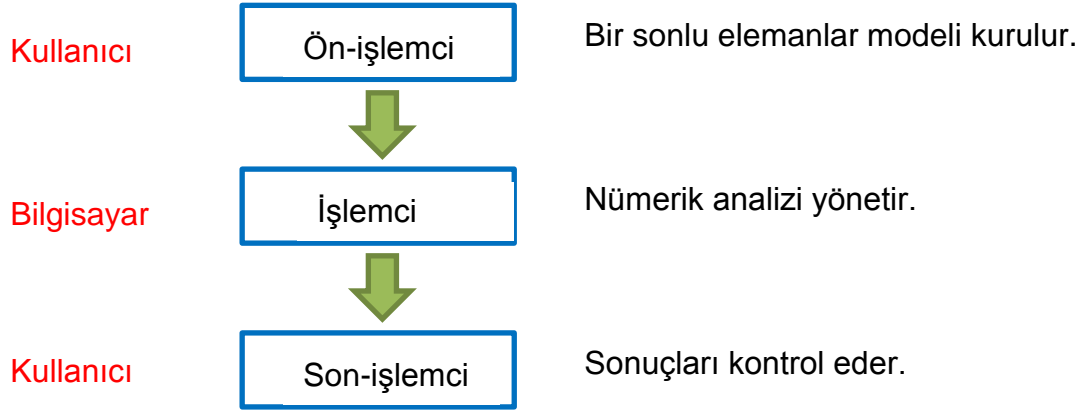 Kullanıcı Ön-işlemci Bir sonlu elemanlar modeli kurulur.
Bilgisayar İşlemci Nümerik analizi yönetir.
Kullanıcı Son-işlemci Sonuçları kontrol eder.